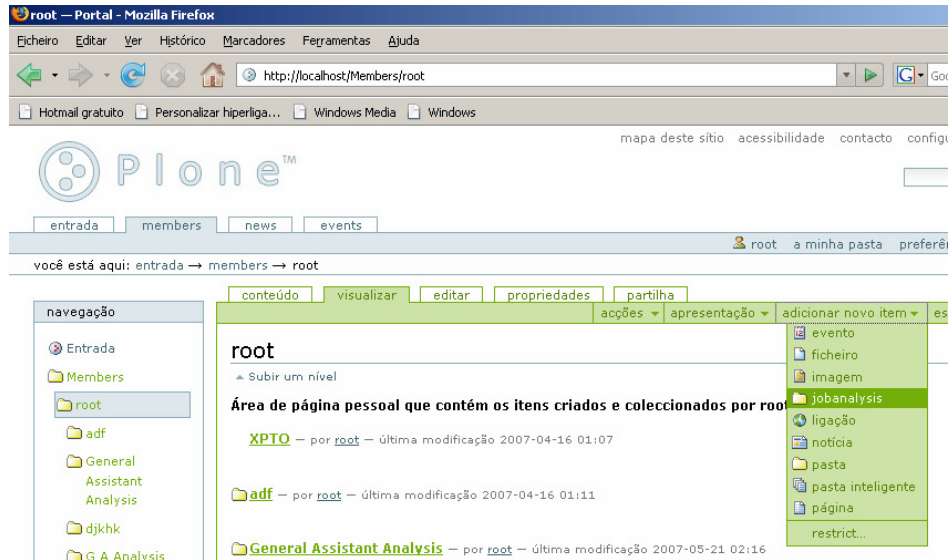 root — Portal - Mozilla Firefox
Ficheiro Editar Ver Histórico Marcadores Ferramentas Ajuda
http://localhost/Members/root
G Goo
Hotmail gratuito Personalizar hiperliga... Windows Media Windows
mapa deste sítio acessibilidade contacto configu
Plone™
entrada members news events
root a minha pasta preferê
você está aqui: entrada → members → root
conteúdo visualizar editar propriedades partilha
navegação
acções apresentação adicionar novo item es
Entrada
Members
root
adf
General
Assistant
Analysis
djkhk
G A Analysis
root
Subir um nível
Área de página pessoal que contém os itens criados e coleccionados por root
XPTO — por root — última modificação 2007-04-16 01:07
adf — por root — última modificação 2007-04-16 01:11
General Assistant Analysis — por root — última modificação 2007-05-21 02:16
evento
ficheiro
imagem
jobanalysis
ligação
notícia
pasta
pasta inteligente
página
restrict...